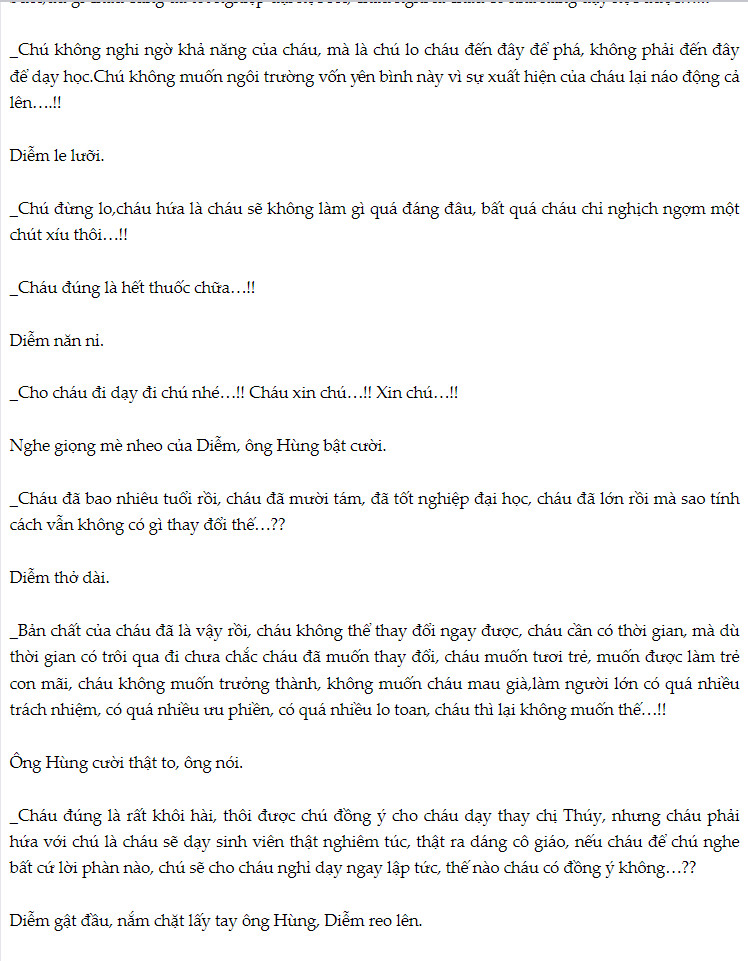 _Chú không nghi ngờ khả năng của cháu, mà là chú lo cháu đến đây để phá, không phải đến đây
để dạy học.Chú không muốn ngôi trường vốn yên bình này vì sự xuất hiện của cháu lại náo động cả
lên….!!
Diễm le lưỡi.
_Chú đừng lo,cháu hứa là cháu sẽ không làm gì quá đáng đâu, bất quá cháu chỉ nghịch ngợm một
chút xíu thôi…!!
_Cháu đúng là hết thuốc chữa…!!
Diễm năn nỉ.
_Cho cháu đi dạy đi chú nhé…!! Cháu xin chú…!! Xin chú…!!
Nghe giọng mè nheo của Diễm, ông Hùng bật cười.
_Cháu đã bao nhiêu tuổi rồi, cháu đã mười tám, đã tốt nghiệp đại học, cháu đã lớn rồi mà sao tính
cách vẫn không có gì thay đổi thế…??
Diễm thở dài.
_Bản chất của cháu đã là vậy rồi, cháu không thể thay đổi ngay được, cháu cần có thời gian, mà dù
thời gian có trôi qua đi chưa chắc cháu đã muốn thay đổi, cháu muốn tươi trẻ, muốn được làm trẻ
con mãi, cháu không muốn trưởng thành, không muốn cháu mau già,làm người lớn có quá nhiều
trách nhiệm, có quá nhiều ưu phiền, có quá nhiều lo toan, cháu thì lại không muốn thế…!!
Ông Hùng cười thật to, ông nói.
_Cháu đúng là rất khôi hài, thôi được chú đồng ý cho cháu dạy thay chị Thúy, nhưng cháu phải
hứa với chú là cháu sẽ dạy sinh viên thật nghiêm túc, thật ra dáng cô giáo, nếu cháu để chú nghe
bất cứ lời phàn nào, chú sẽ cho cháu nghỉ dạy ngay lập tức, thế nào cháu có đồng ý không…??
Diễm gật đầu, nắm chặt lấy tay ông Hùng, Diễm reo lên.